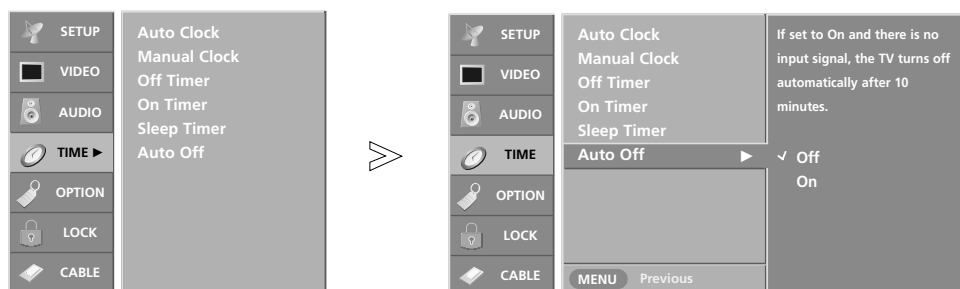 SETUP
VIDEO
AUDIO
TIME ►
OPTION
LOCK
CABLE
Auto Clock
Manual Clock
Off Timer
On Timer
Sleep Timer
Auto Off
SETUP
VIDEO
AUDIO
TIME
OPTION
LOCK
CABLE
Auto Clock
Manual Clock
Off Timer
On Timer
Sleep Timer
Auto Off ►
MENU Previous
If set to On and there is no
input signal, the TV turns off
automatically after 10
minutes.
✓ Off
On